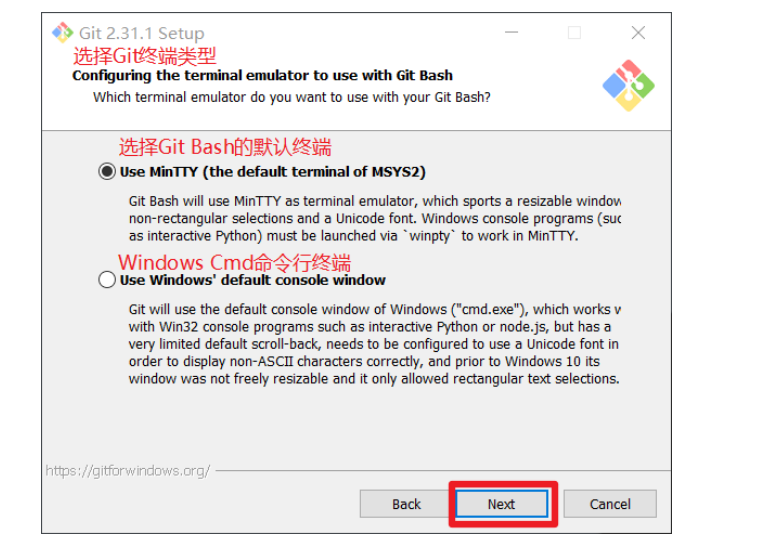 Git 2.31.1 Setup
选择Git终端类型
Configuring the terminal emulator to use with Git Bash
Which terminal emulator do you want to use with your Git Bash?
选择Git Bash的默认终端
Use MinTTY (the default terminal of MSYS2)
Git Bash will use MinTTY as terminal emulator, which sports a resizable window
non-rectangular selections and a Unicode font. Windows console programs (suc
as interactive Python) must be launched via `winpty` to work in MinTTY.
Windows Cmd命令行终端
Use Windows' default console window
Git will use the default console window of Windows ("cmd.exe"), which works w
with Win32 console programs such as interactive Python or node.js, but has a
very limited default scroll-back, needs to be configured to use a Unicode font in
order to display non-ASCII characters correctly, and prior to Windows 10 its
window was not freely resizable and it only allowed rectangular text selections.
https://gitforwindows.org/
Back Next Cancel